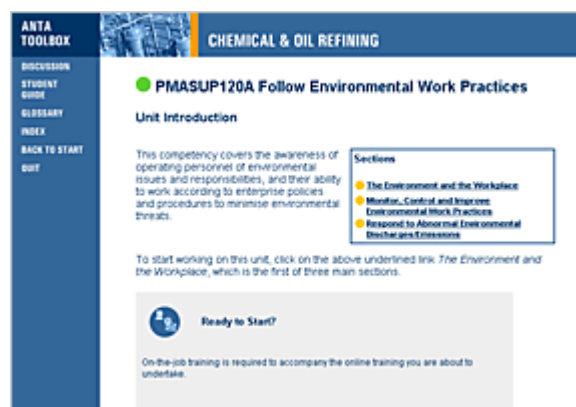 ANTA
TOOLBOX
CHEMICAL & OIL REFINING
DISCUSSION
STUDENT
GUIDE
GLOSSARY
INDEX
BACK TO START
QUIT
PMASUP120A Follow Environmental Work Practices
Unit Introduction
This competency covers the awareness of
operating personnel of environmental
issues and responsibilities, and their ability
to work according to enterprise policies
and procedures to minimise environmental
threats.
Sections
The Environment and the Workplace
Monitor, Control and Improve
Environmental Work Practices
Respond to Abnormal Environmental
Discharges/Emissions
To start working on this unit, click on the above underlined link The Environment and
the Workplace, which is the first of three main sections.
Ready to Start?
On-the-job training is required to accompany the online training you are about to
undertake.